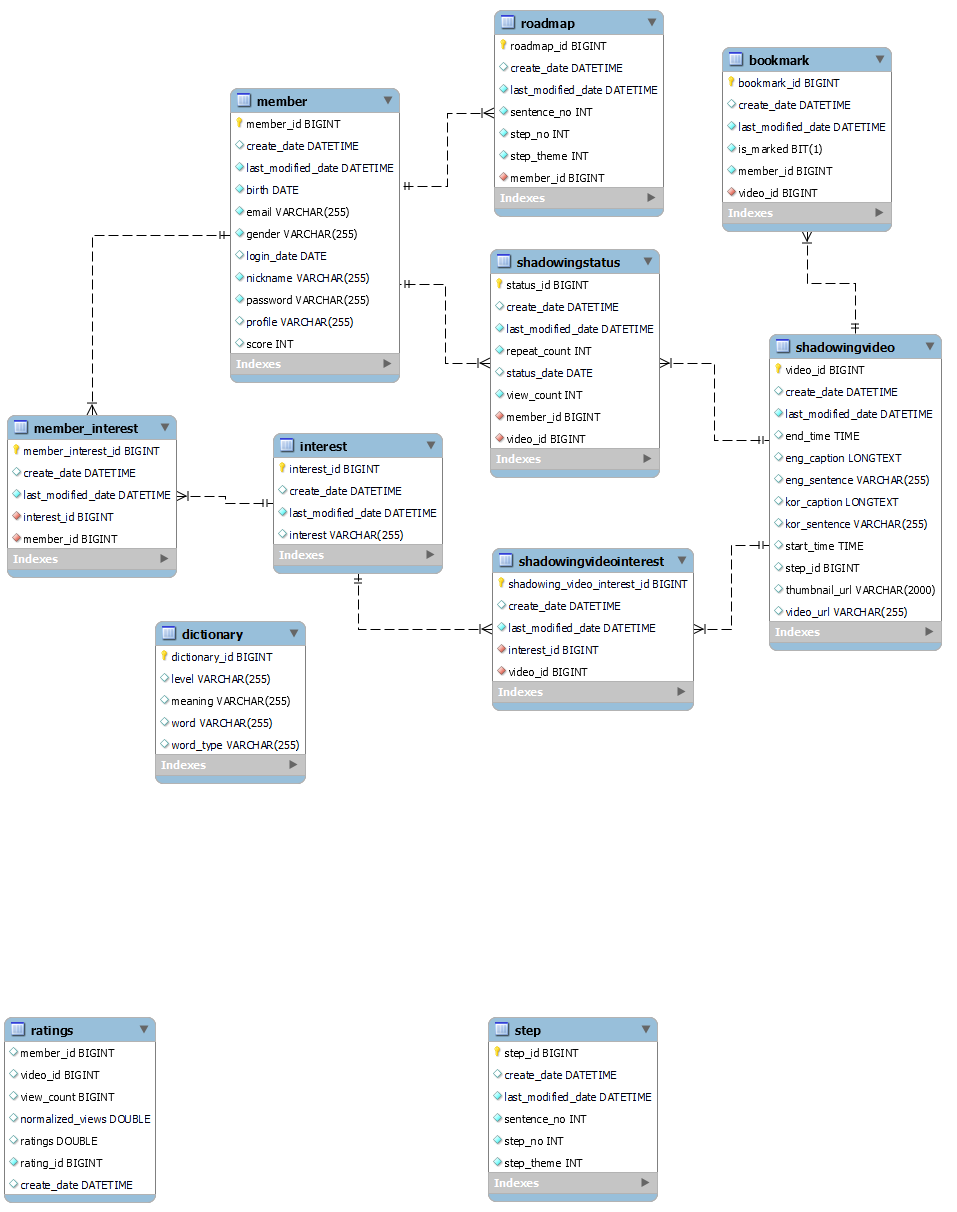 roadmap
roadmap_id BIGINT
create_date DATETIME
last_modified_date DATETIME
sentence_no INT
step_no INT
step_theme INT
member_id BIGINT
Indexes
bookmark
bookmark_id BIGINT
create_date DATETIME
last_modified_date DATETIME
is_marked BIT(1)
member_id BIGINT
video_id BIGINT
Indexes
member
member_id BIGINT
create_date DATETIME
last_modified_date DATETIME
birth DATE
email VARCHAR(255)
gender VARCHAR(255)
login_date DATE
nickname VARCHAR(255)
password VARCHAR(255)
profile VARCHAR(255)
score INT
Indexes
shadowingstatus
status_id BIGINT
create_date DATETIME
last_modified_date DATETIME
repeat_count INT
status_date DATE
view_count INT
member_id BIGINT
video_id BIGINT
Indexes
shadowingvideo
video_id BIGINT
create_date DATETIME
last_modified_date DATETIME
end_time TIME
eng_caption LONGTEXT
eng_sentence VARCHAR(255)
kor_caption LONGTEXT
kor_sentence VARCHAR(255)
start_time TIME
step_id BIGINT
thumbnail_url VARCHAR(2000)
video_url VARCHAR(255)
Indexes
member_interest
member_interest_id BIGINT
create_date DATETIME
last_modified_date DATETIME
interest_id BIGINT
member_id BIGINT
Indexes
interest
interest_id BIGINT
create_date DATETIME
last_modified_date DATETIME
interest VARCHAR(255)
Indexes
shadowingvideointerest
shadowing_video_interest_id BIGINT
create_date DATETIME
last_modified_date DATETIME
interest_id BIGINT
video_id BIGINT
Indexes
dictionary
dictionary_id BIGINT
level VARCHAR(255)
meaning VARCHAR(255)
word VARCHAR(255)
word_type VARCHAR(255)
Indexes
ratings
member_id BIGINT
video_id BIGINT
view_count BIGINT
normalized_views DOUBLE
ratings DOUBLE
rating_id BIGINT
create_date DATETIME
step
step_id BIGINT
create_date DATETIME
last_modified_date DATETIME
sentence_no INT
step_no INT
step_theme INT
Indexes